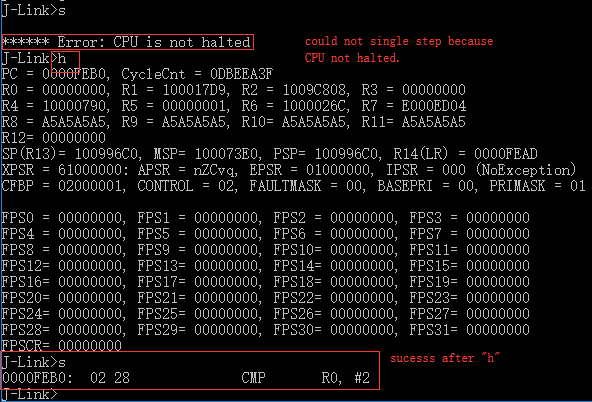 J-Link>s
****** Error: CPU is not halted
could not single step because
CPU not halted.
J-Link>h
PC = 0000FEB0, CycleCnt = 0DBEEA3F
R0 = 00000000, R1 = 100017D9, R2 = 1009C808, R3 = 00000000
R4 = 10000790, R5 = 00000001, R6 = 1000026C, R7 = E000ED04
R8 = A5A5A5A5, R9 = A5A5A5A5, R10= A5A5A5A5, R11= A5A5A5A5
R12= 00000000
SP(R13)= 100996C0, MSP= 100073E0, PSP= 100996C0, R14(LR) = 0000FEAD
XPSR = 61000000: APSR = nZCvq, EPSR = 01000000, IPSR = 000 (NoException)
CFBP = 02000001, CONTROL = 02, FAULTMASK = 00, BASEPRI = 00, PRIMASK = 01
FPS0 = 00000000, FPS1 = 00000000, FPS2 = 00000000, FPS3 = 00000000
FPS4 = 00000000, FPS5 = 00000000, FPS6 = 00000000, FPS7 = 00000000
FPS8 = 00000000, FPS9 = 00000000, FPS10= 00000000, FPS11= 00000000
FPS12= 00000000, FPS13= 00000000, FPS14= 00000000, FPS15= 00000000
FPS16= 00000000, FPS17= 00000000, FPS18= 00000000, FPS19= 00000000
FPS20= 00000000, FPS21= 00000000, FPS22= 00000000, FPS23= 00000000
FPS24= 00000000, FPS25= 00000000, FPS26= 00000000, FPS27= 00000000
FPS28= 00000000, FPS29= 00000000, FPS30= 00000000, FPS31= 00000000
FPSCR= 00000000
J-Link>s
sucesss after "h"
0000FEB0: 02 28 CMP R0, #2
J-Link>